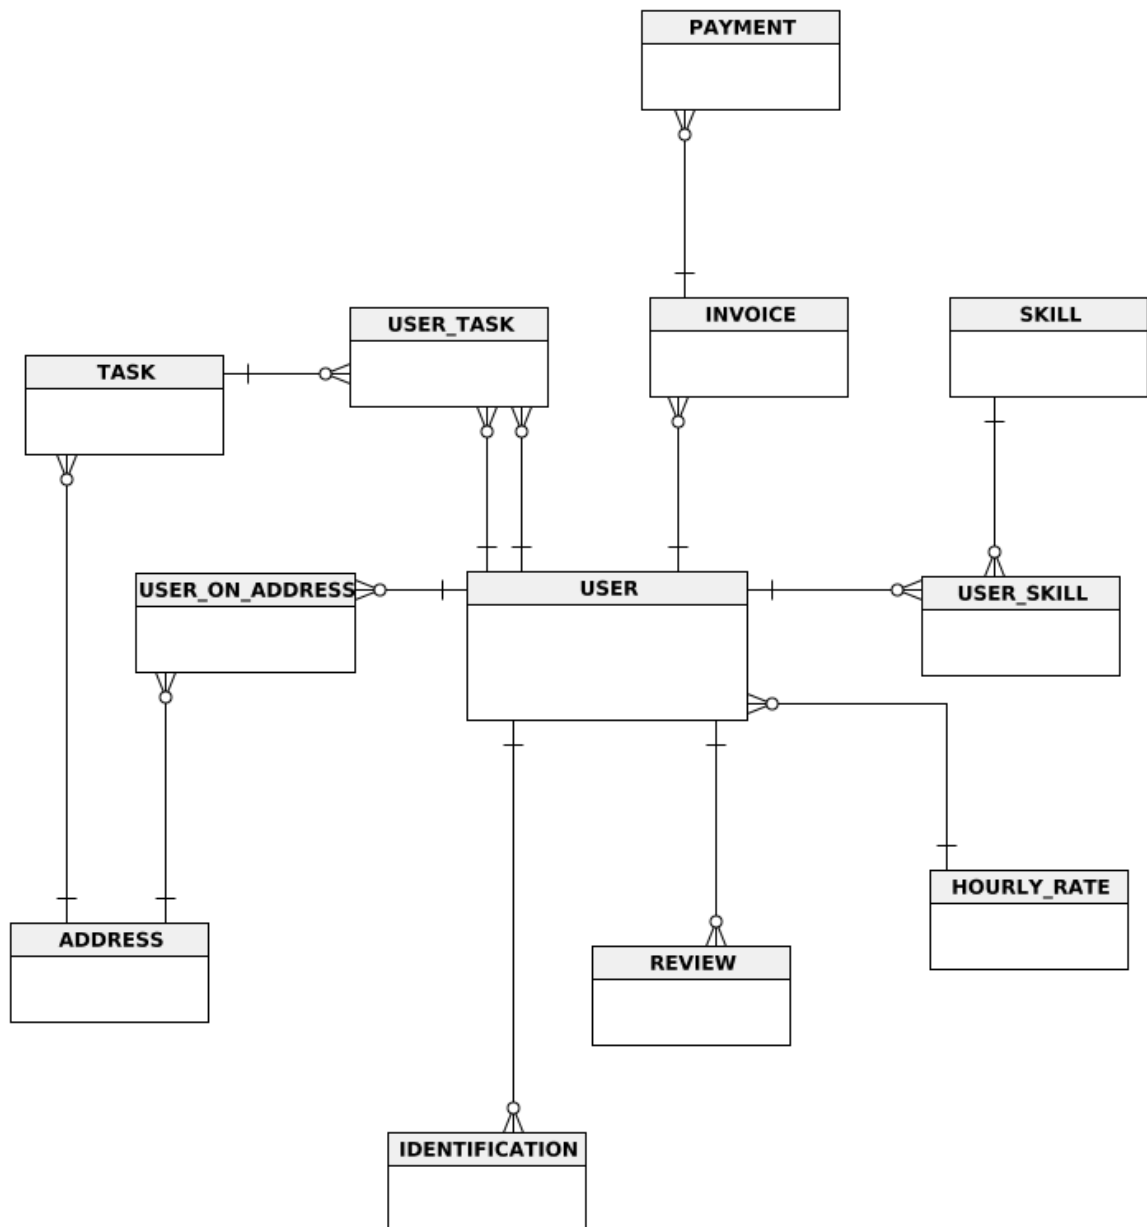 PAYMENT
INVOICE
SKILL
USER_TASK
TASK
USER_ON_ADDRESS
USER
USER_SKILL
HOURLY_RATE
ADDRESS
REVIEW
IDENTIFICATION